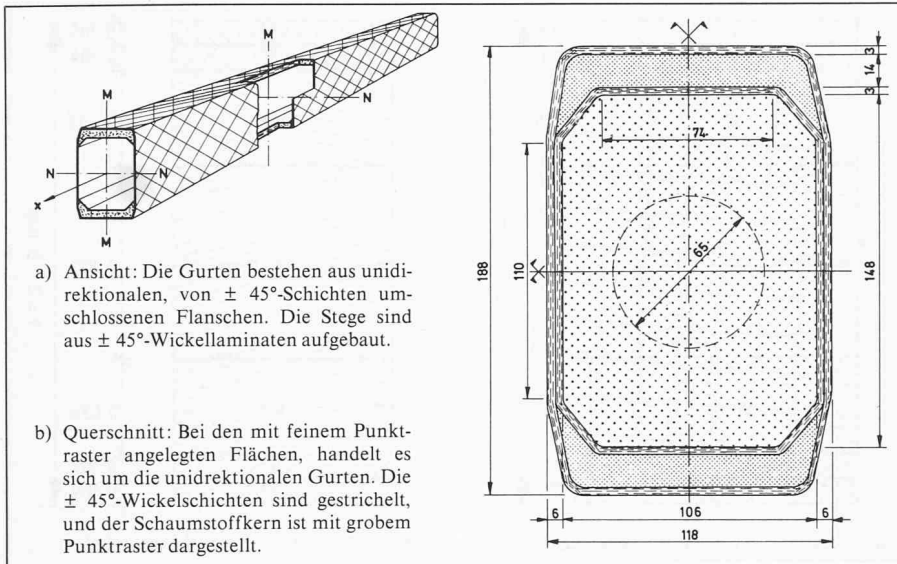 M
M
N
N
N
x
M
M
a) Ansicht: Die Gurten bestehen aus unidi-
rektionalen, von ± 45°-Schichten um-
schlossenen Flanschen. Die Stege sind
aus ± 45°-Wickellaminaten aufgebaut.
b) Querschnitt: Bei den mit feinem Punkt-
raster angelegten Flächen, handelt es
sich um die unidrektionalen Gurten. Die
± 45°-Wickelschichten sind gestrichelt,
und der Schaumstoffkern ist mit grobem
Punktraster dargestellt.
3
14
3
74
65
188
110
148
6
106
6
118